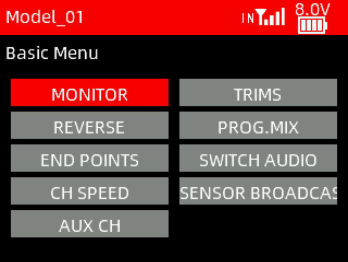 Model_01 IN 8.0V
Basic Menu
MONITOR TRIMS
REVERSE PROG.MIX
END POINTS SWITCH AUDIO
CH SPEED SENSOR BROADCAS
AUX CH